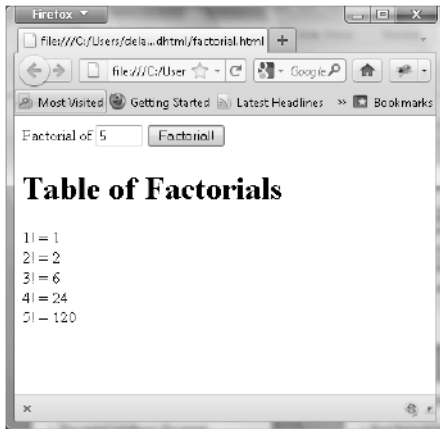 Firefox
file:///C:/Users/dela...dhtml/factorial.html
file:///C:/User
Google
Most Visited Getting Started Latest Headlines » Bookmarks
Factorial of 5 Factorial!
Table of Factorials
1! = 1
2! = 2
3! = 6
4! = 24
5! = 120